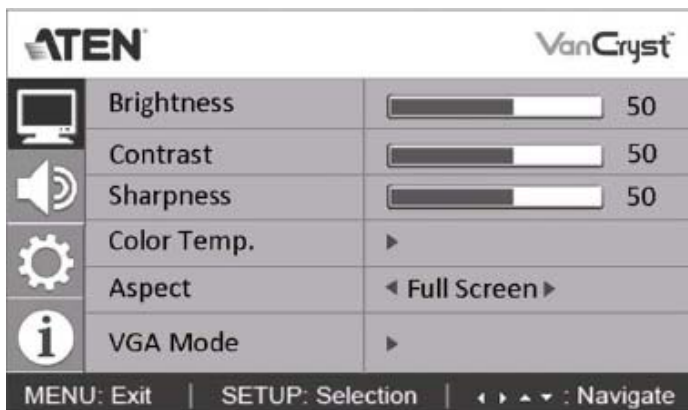 ATEN VanCryst
Brightness 50
Contrast 50
Sharpness 50
Color Temp.
Aspect Full Screen
VGA Mode
MENU: Exit | SETUP: Selection | : Navigate